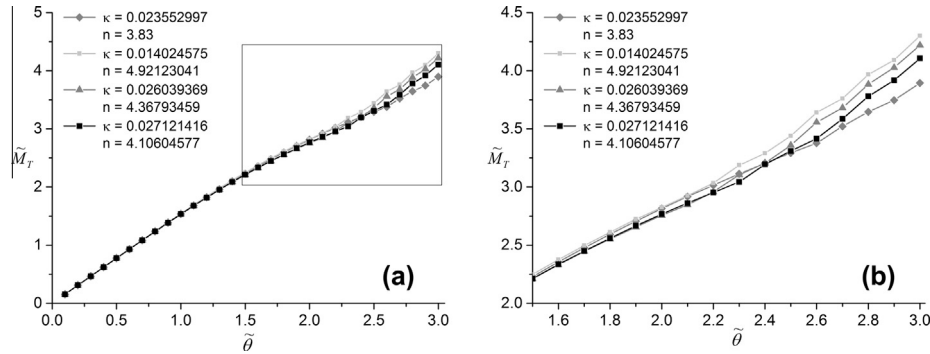 5
4
3
2
1
0
M̃_T
κ = 0.023552997
n = 3.83
κ = 0.014024575
n = 4.92123041
κ = 0.026039369
n = 4.36793459
κ = 0.027121416
n = 4.10604577
(a)
0.0 0.5 1.0 1.5 2.0 2.5 3.0
θ̃
4.5
4.0
3.5
3.0
2.5
2.0
M̃_T
κ = 0.023552997
n = 3.83
κ = 0.014024575
n = 4.92123041
κ = 0.026039369
n = 4.36793459
κ = 0.027121416
n = 4.10604577
(b)
1.6 1.8 2.0 2.2 2.4 2.6 2.8 3.0
θ̃